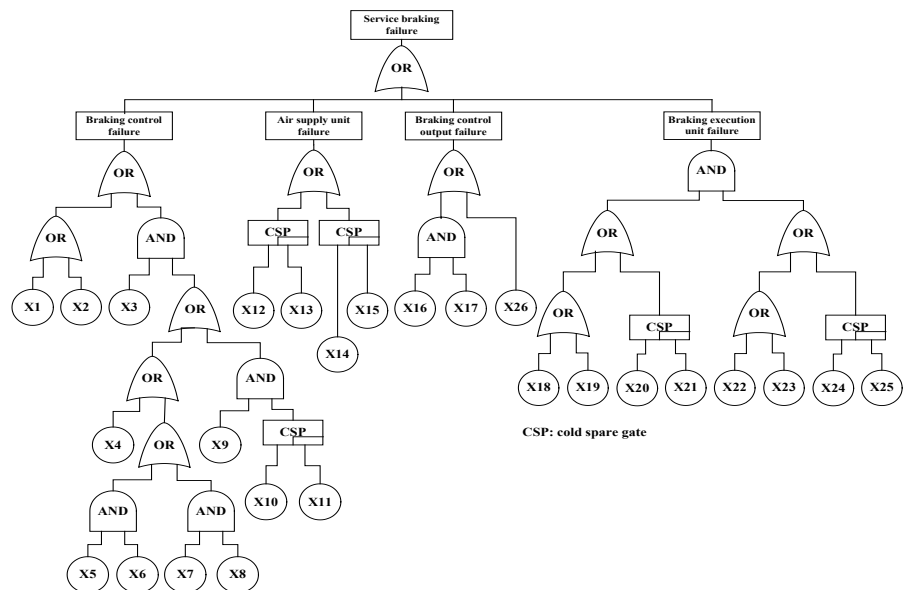 Service braking
failure
OR
Braking control
failure
Air supply unit
failure
Braking control
output failure
Braking execution
unit failure
OR
OR
OR
AND
OR
AND
CSP
CSP
AND
OR
OR
X1
X2
X3
OR
X12
X13
X15
X16
X17
X26
OR
CSP
OR
CSP
X14
OR
AND
X18
X19
X20
X21
X22
X23
X24
X25
X4
OR
X9
CSP
CSP: cold spare gate
AND
AND
X10
X11
X5
X6
X7
X8